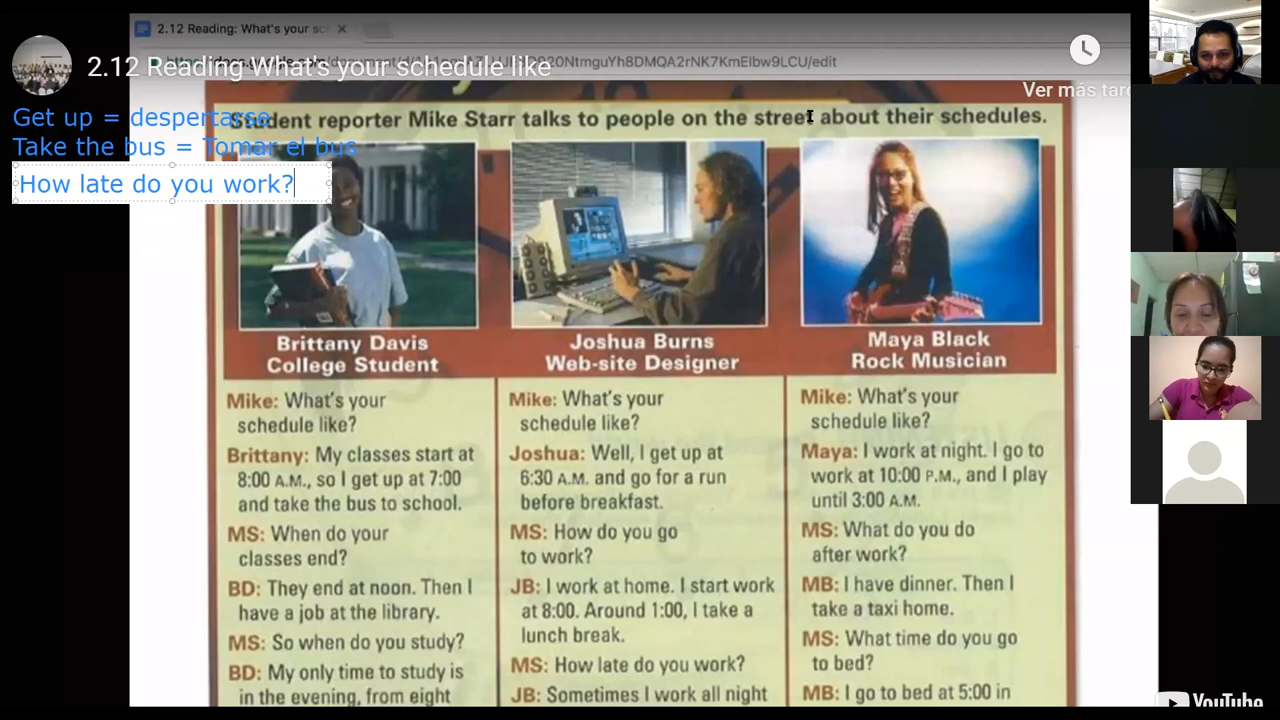 2.12 Reading: What's your sc
2.12 Reading What's your schedule like
20NtmguYh8DMQA2rNK7KmElbw9LCU/edit
Ver más tard
Get up = despertarse
Take the bus = Tomar el bus
How late do you work?
Student reporter Mike Starr talks to people on the street about their schedules.
Brittany Davis
College Student
Mike: What's your
schedule like?
Brittany: My classes start at
8:00 A.M., so I get up at 7:00
and take the bus to school.
MS: When do your
classes end?
BD: They end at noon. Then I
have a job at the library.
MS: So when do you study?
BD: My only time to study is
in the evening, from eight
Joshua Burns
Web-site Designer
Mike: What's your
schedule like?
Joshua: Well, I get up at
6:30 A.M. and go for a run
before breakfast.
MS: How do you go
to work?
JB: I work at home. I start work
at 8:00. Around 1:00, I take a
lunch break.
MS: How late do you work?
JB: Sometimes I work all night
Maya Black
Rock Musician
Mike: What's your
schedule like?
Maya: I work at night. I go to
work at 10:00 P.M., and I play
until 3:00 A.M.
MS: What do you do
after work?
MB: I have dinner. Then I
take a taxi home.
MS: What time do you go
to bed?
MB: I go to bed at 5:00 in
YouTube